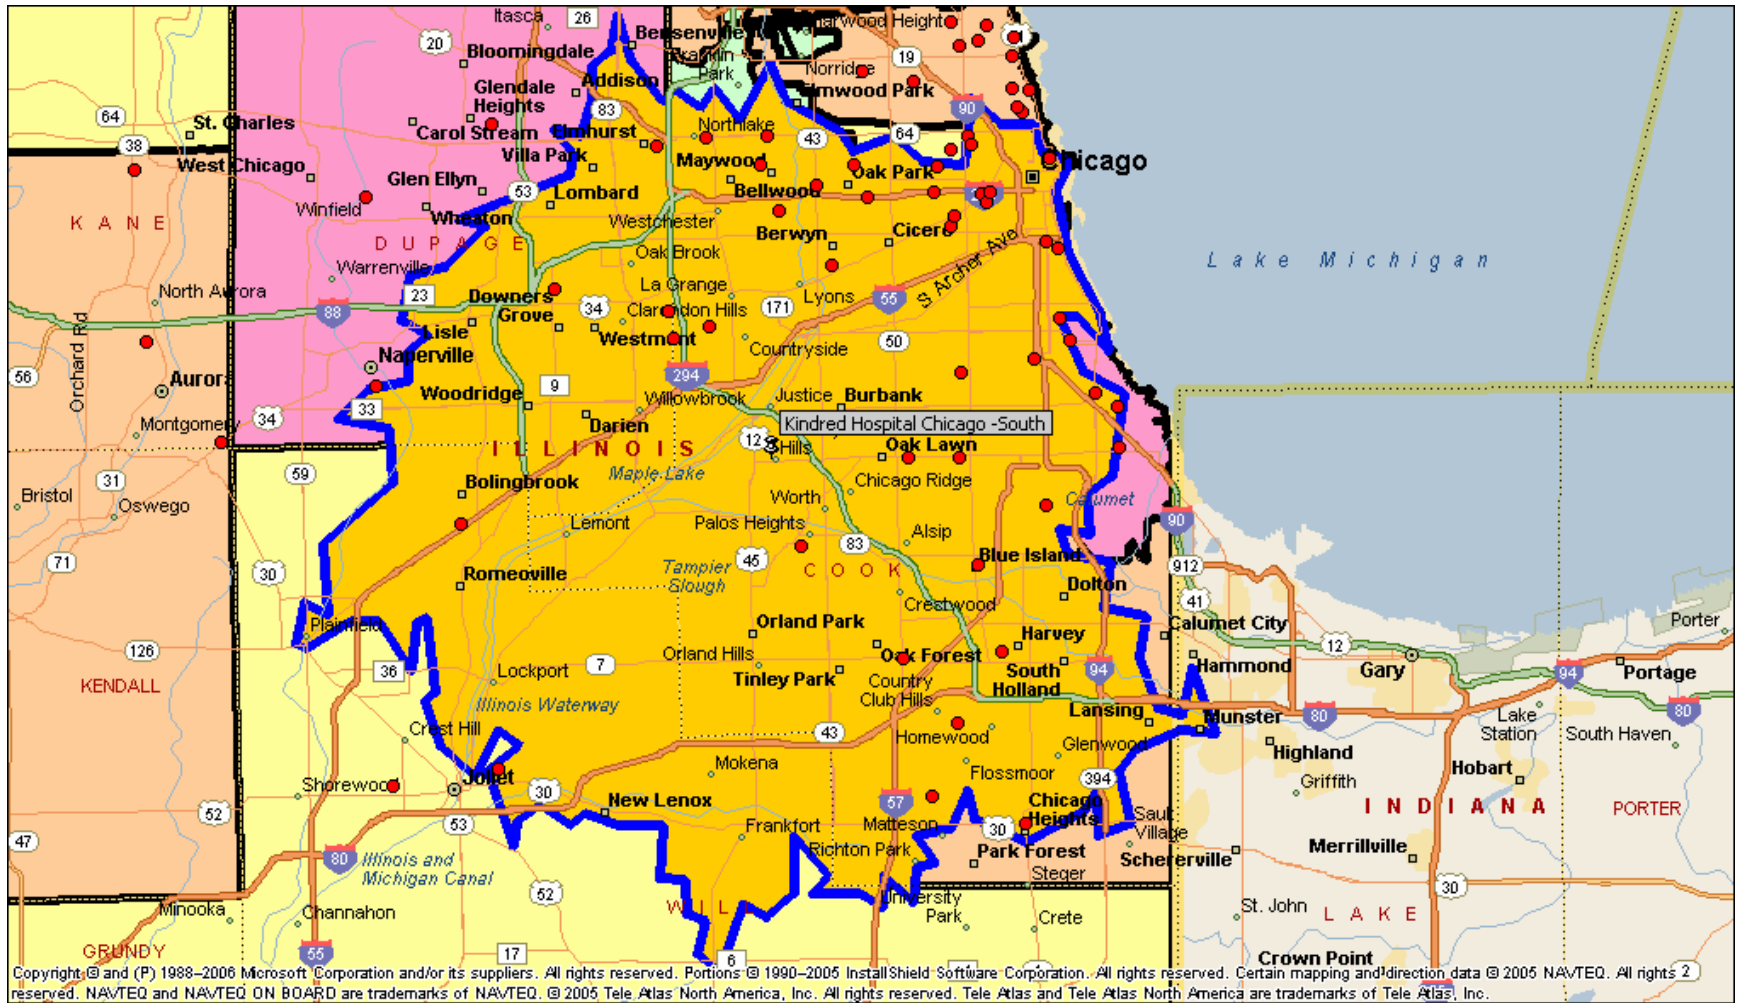 Itasca
26
Bensenville
Harwood Heights
20
Bloomingdale
Franklin
Park
19
Norridge
Addison
Glendale
Heights
Elmwood Park
83
90
64
St. Charles
Carol Stream
Elmhurst
Northlake
43
64
38
Villa Park
Maywood
Chicago
West Chicago
Glen Ellyn
Oak Park
53
Lombard
Bellwood
Winfield
Wheaton
Westchester
KANE
DUPAGE
Berwyn
Cicero
S Archer Ave
Oak Brook
Lake Michigan
Warrenville
North Aurora
23
Downers
Grove
La Grange
Lyons
55
88
34
Clarendon Hills
171
Orchard Rd
Lisle
Westmont
50
Naperville
Countryside
56
Aurora
294
9
Woodridge
Willowbrook
Justice
Burbank
33
34
Montgomery
Darien
Kindred Hospital Chicago -South
12
Hills
Oak Lawn
ILLINOIS
59
Maple Lake
31
Bolingbrook
Chicago Ridge
Bristol
Oswego
Worth
Calumet
Lemont
Palos Heights
90
Alsip
83
71
30
45
Blue Island
Tampier
Slough
COOK
912
Romeoville
Dolton
41
Crestwood
Plainfield
Orland Park
Harvey
Calumet City
Porter
126
12
Orland Hills
Oak Forest
36
Lockport
7
South
Holland
94
Hammond
Gary
94
Portage
KENDALL
Tinley Park
Country
Club Hills
Illinois Waterway
Lansing
Munster
80
80
Crest Hill
43
Homewood
Glenwood
Lake
Station
South Haven
Highland
Mokena
Flossmoor
394
Hobart
Shorewood
Joliet
30
Griffith
52
New Lenox
57
Chicago
Heights
INDIANA
PORTER
53
Frankfort
Matteson
30
Sauk
Village
47
Richton Park
Park Forest
Schererville
Merrillville
80
Illinois and
Michigan Canal
Steger
30
52
WILL
University
Park
Minooka
Channahon
Crete
St. John
LAKE
GRUNDY
55
17
6
Crown Point
2
Copyright © and (P) 1988–2006 Microsoft Corporation and/or its suppliers. All rights reserved. Portions © 1990–2005 InstallShield Software Corporation. All rights reserved. Certain mapping and direction data © 2005 NAVTEQ. All rights
reserved. NAVTEQ and NAVTEQ ON BOARD are trademarks of NAVTEQ. © 2005 Tele Atlas North America, Inc. All rights reserved. Tele Atlas and Tele Atlas North America are trademarks of Tele Atlas, Inc.